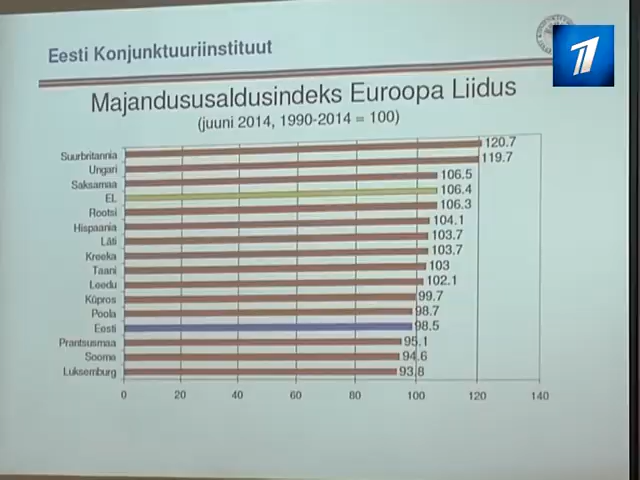 Eesti Konjunktuuriinstituut
1
Majandususaldusindeks Euroopa Liidus
(juuni 2014, 1990-2014 = 100)
Suurbritannia 120.7
Ungari 119.7
Saksamaa 106.5
EL 106.4
Rootsi 106.3
Hispaania 104.1
Läti 103.7
Kreeka 103.7
Taani 103
Leedu 102.1
Küpros 99.7
Poola 98.7
Eesti 98.5
Prantsusmaa 95.1
Soome 94.6
Luksemburg 93.8
0 20 40 60 80 100 120 140